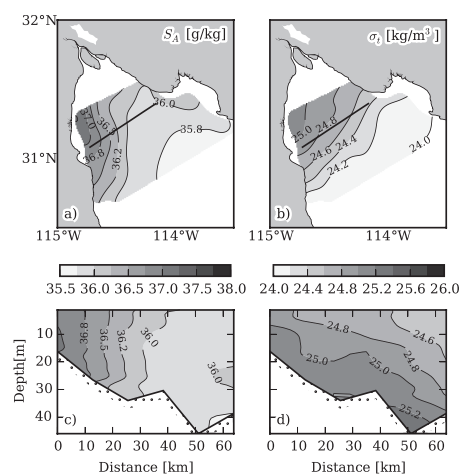 32°N
31°N
S_A [g/kg]
37.0
36.0
35.8
36.8
36.2
a)
115°W
114°W
σ_t [kg/m³]
25.0
24.8
24.6
24.4
24.2
24.0
b)
115°W
114°W
35.5 36.0 36.5 37.0 37.5 38.0
24.0 24.4 24.8 25.2 25.6 26.0
Depth[m]
10
20
30
40
36.8
36.5
36.2
36.0
36.0
c)
0 10 20 30 40 50 60
Distance [km]
24.8
24.6
24.8
25.0
25.0
25.2
d)
0 10 20 30 40 50 60
Distance [km]